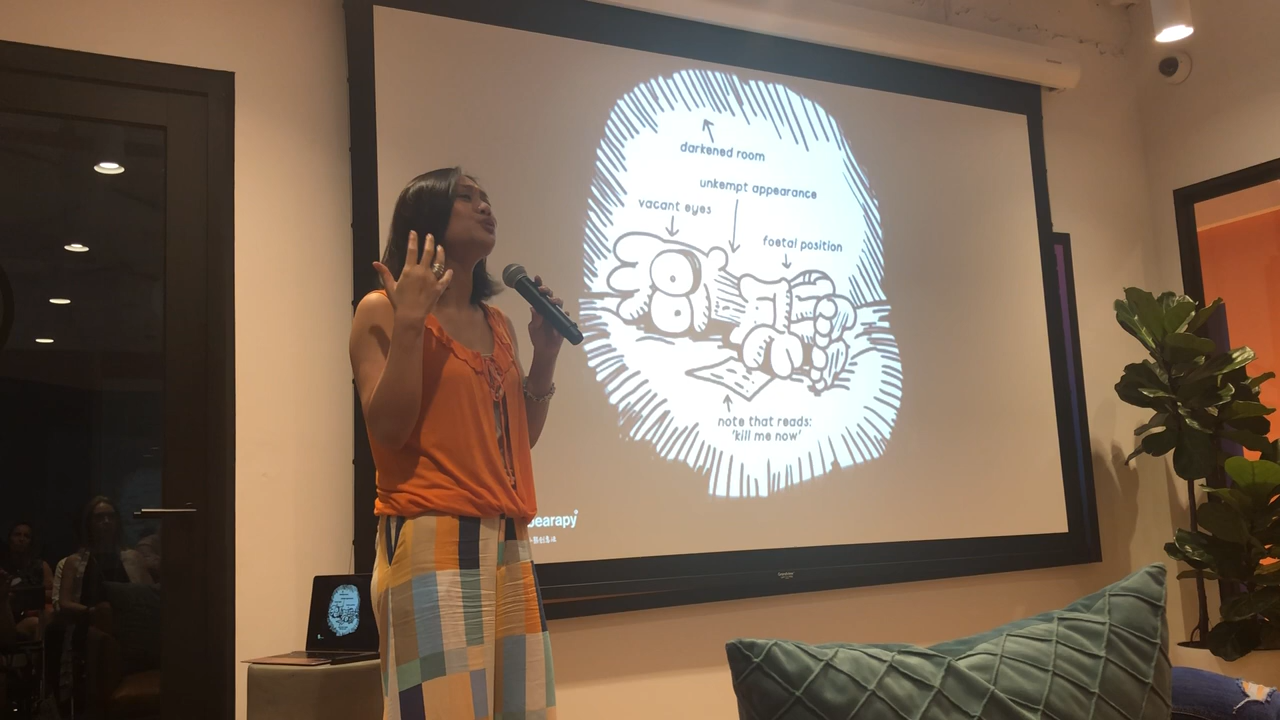 darkened room
unkempt appearance
vacant eyes
foetal position
note that reads:
'kill me now'
bearapy